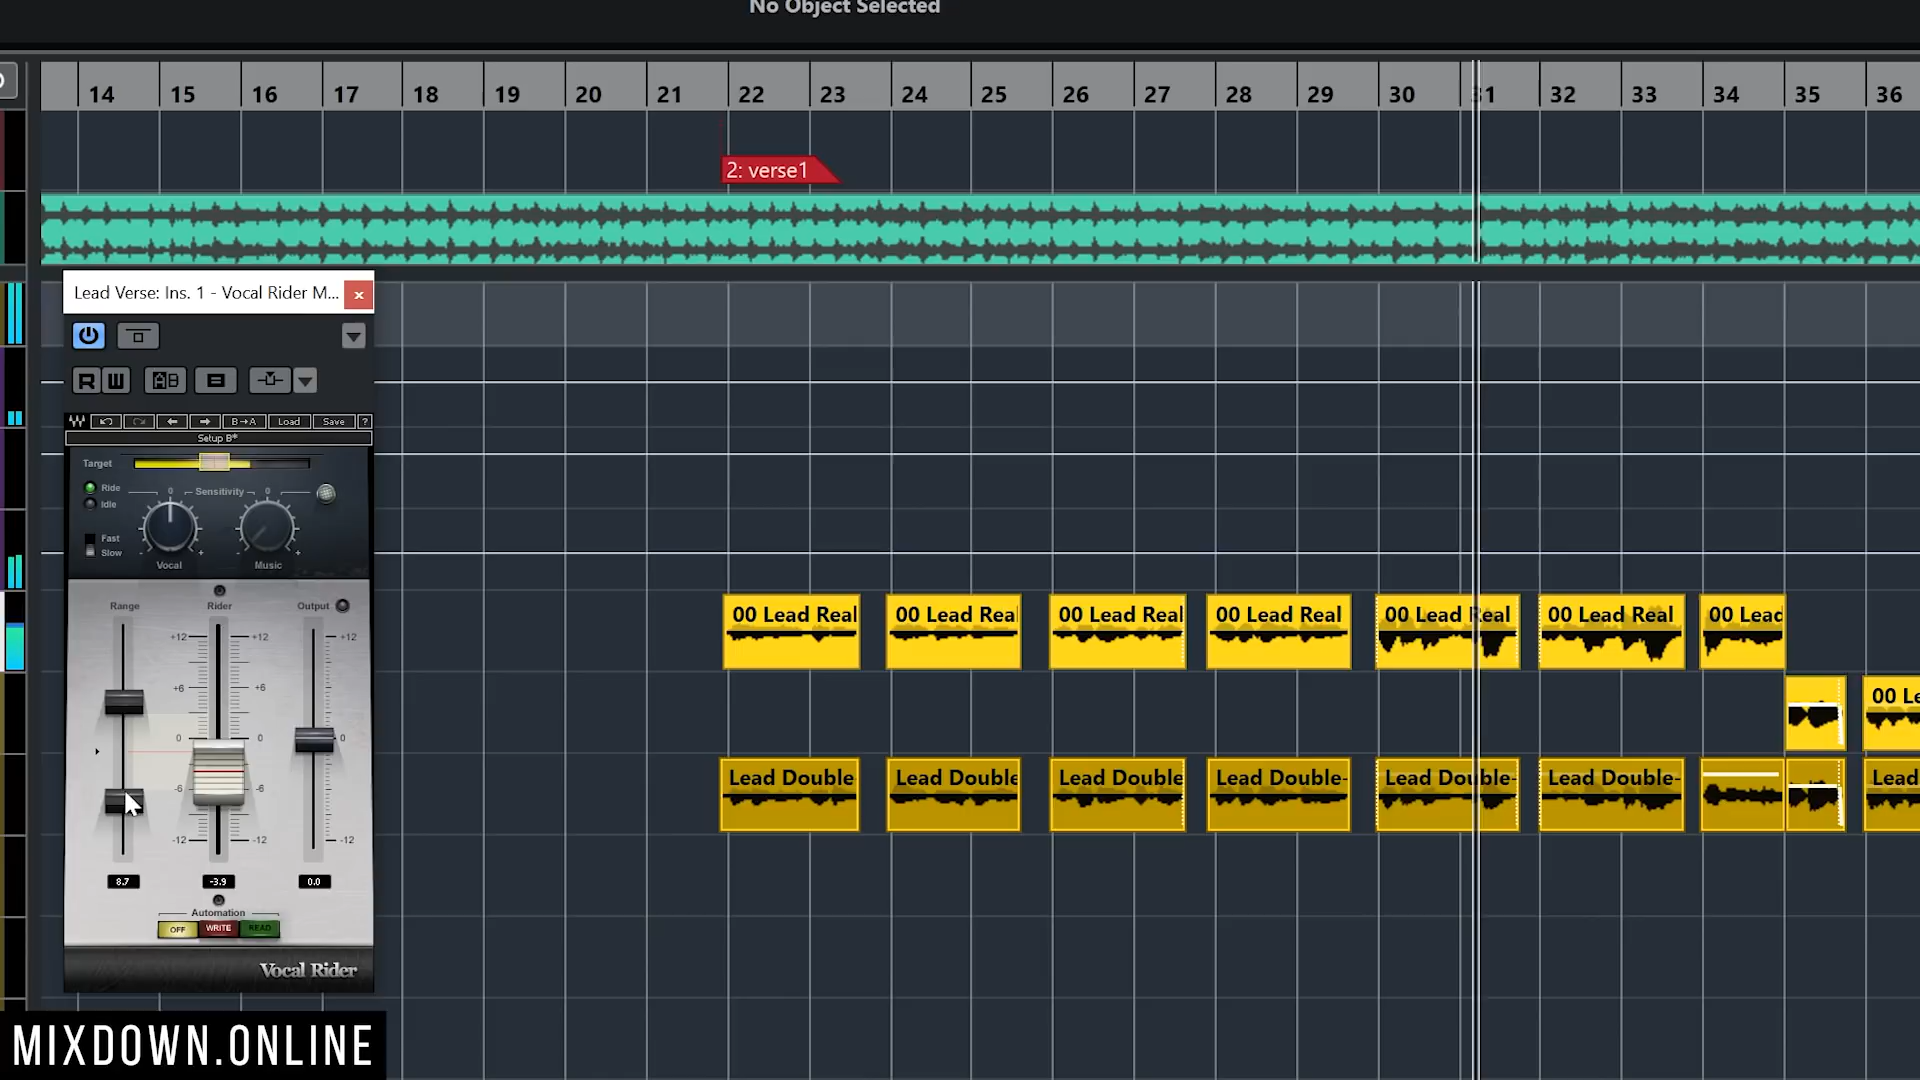 No Object Selected
14 15 16 17 18 19 20 21 22 23 24 25 26 27 28 29 30 31 32 33 34 35 36
2: verse1
Lead Verse: Ins. 1 - Vocal Rider M... ×
R W A B
B→A Load Save ?
Setup B*
Target
Ride
Idle
0 Sensitivity 0
Fast
Slow
- + - +
Vocal Music
Range Rider Output
+12 +12 +12
+6 +6
0 0 0
-6 -6
-12 -12 -12
8.7 -3.9 0.0
Automation
OFF WRITE READ
Vocal Rider
00 Lead Real 00 Lead Real 00 Lead Real 00 Lead Real 00 Lead Real 00 Lead Real 00 Lead
00 Le
Lead Double Lead Double Lead Double Lead Double- Lead Double- Lead Double- Lead
MIXDOWN.ONLINE